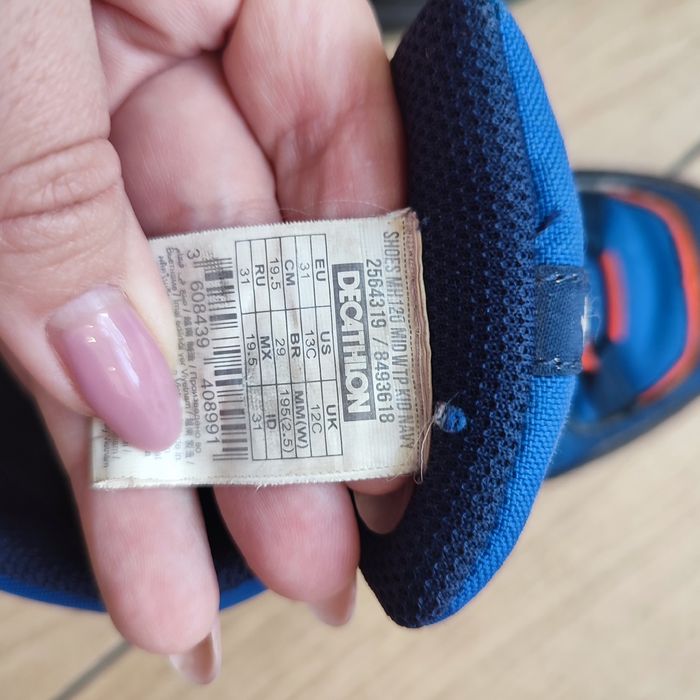 SHOES MH120 MID WTP KID NAVY
2564319 / 8493618
DECATHLON
EU US UK
31 13C 12C
CM BR MM(W)
19.5 29 195(2.5)
RU MX ID
31 19.5 31
3 608439 408991